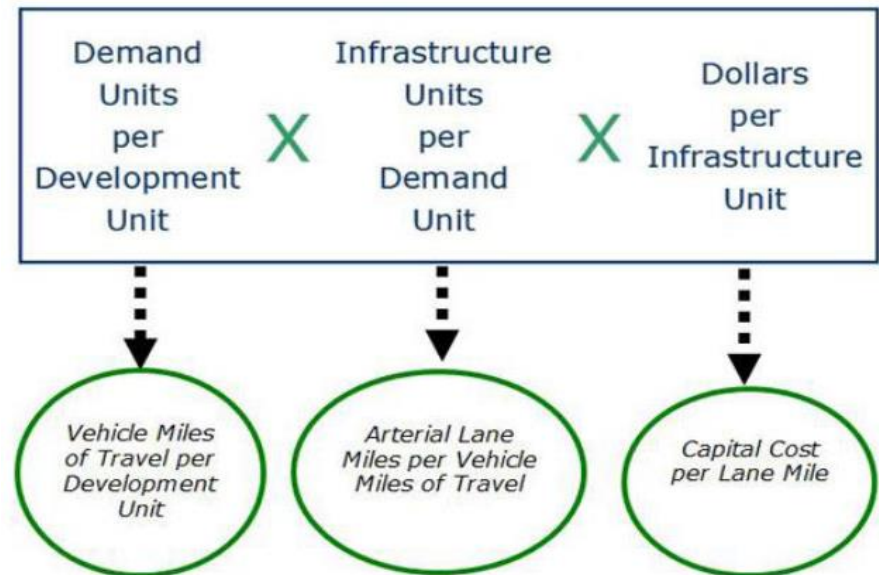 Demand
Units
per
Development
Unit
X
Infrastructure
Units
per
Demand
Unit
X
Dollars
per
Infrastructure
Unit
Vehicle Miles
of Travel per
Development
Unit
Arterial Lane
Miles per Vehicle
Miles of Travel
Capital Cost
per Lane Mile